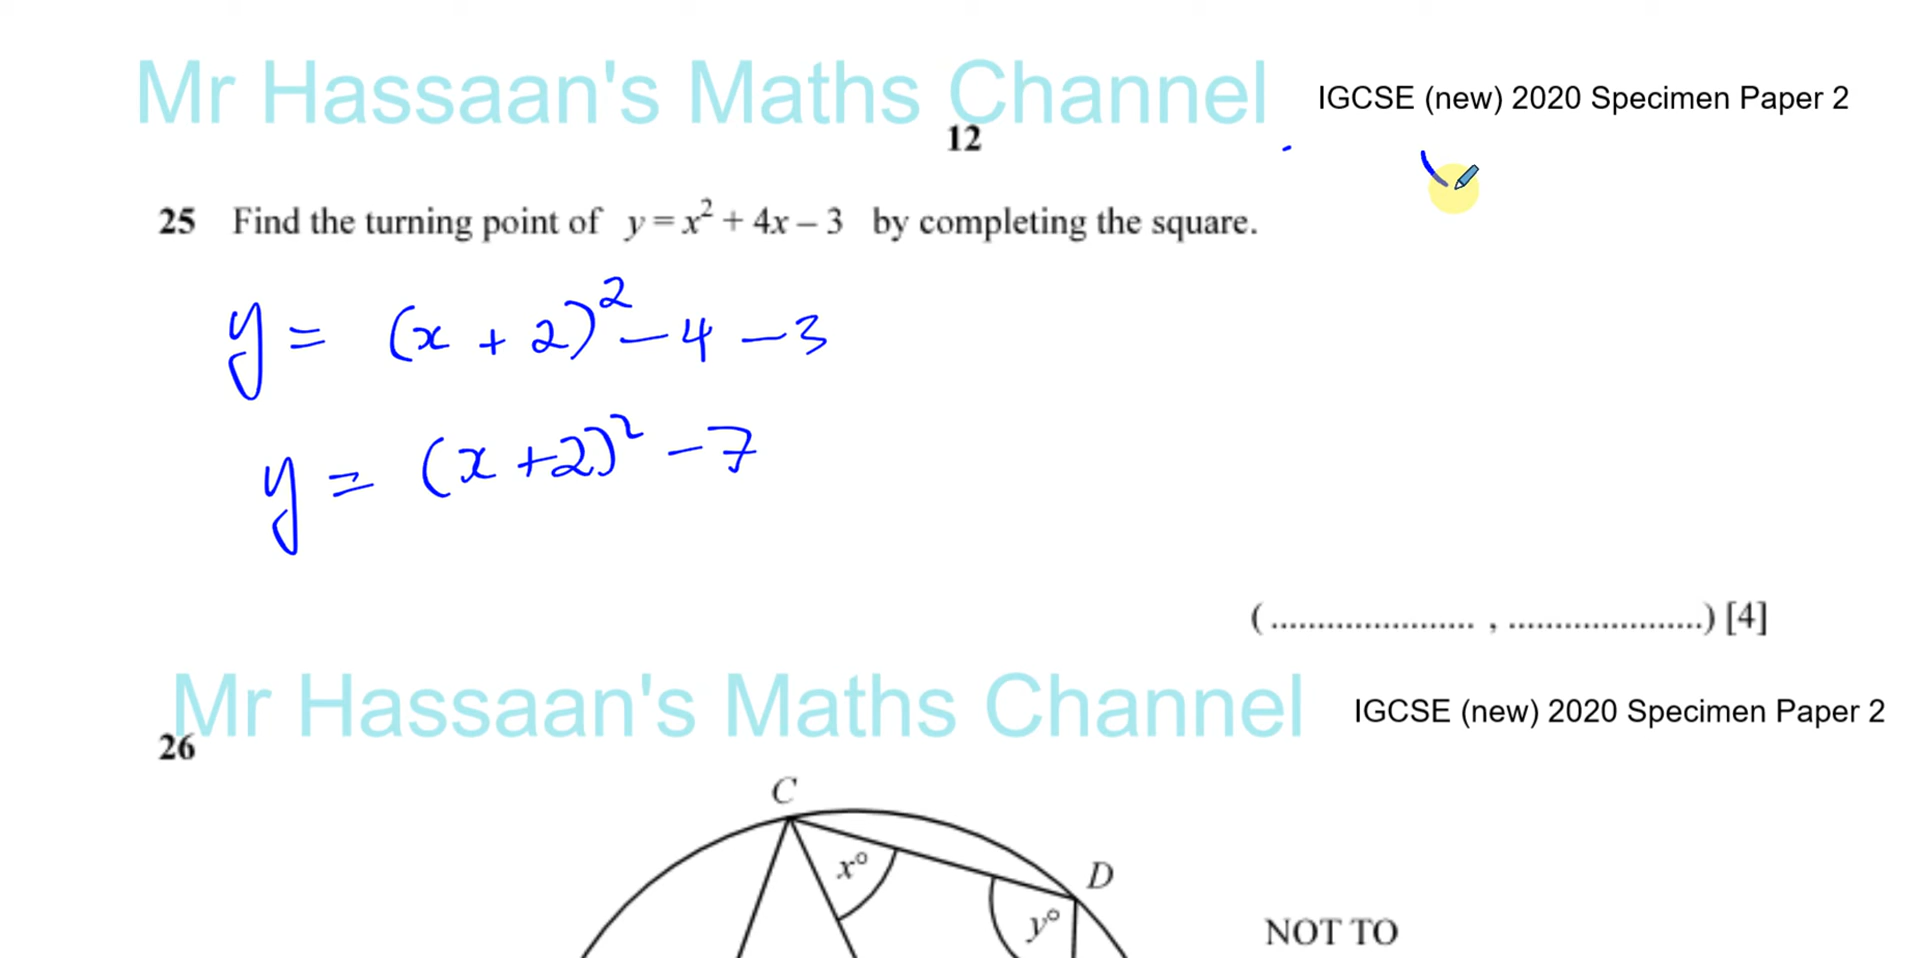 Mr Hassaan's Maths Channel IGCSE (new) 2020 Specimen Paper 2
12
25 Find the turning point of y = x² + 4x – 3 by completing the square.
y = (x + 2)² – 4 – 3
y = (x + 2)² – 7
( ...................... , ..................... ) [4]
Mr Hassaan's Maths Channel IGCSE (new) 2020 Specimen Paper 2
26
C
x°
D
y°
NOT TO